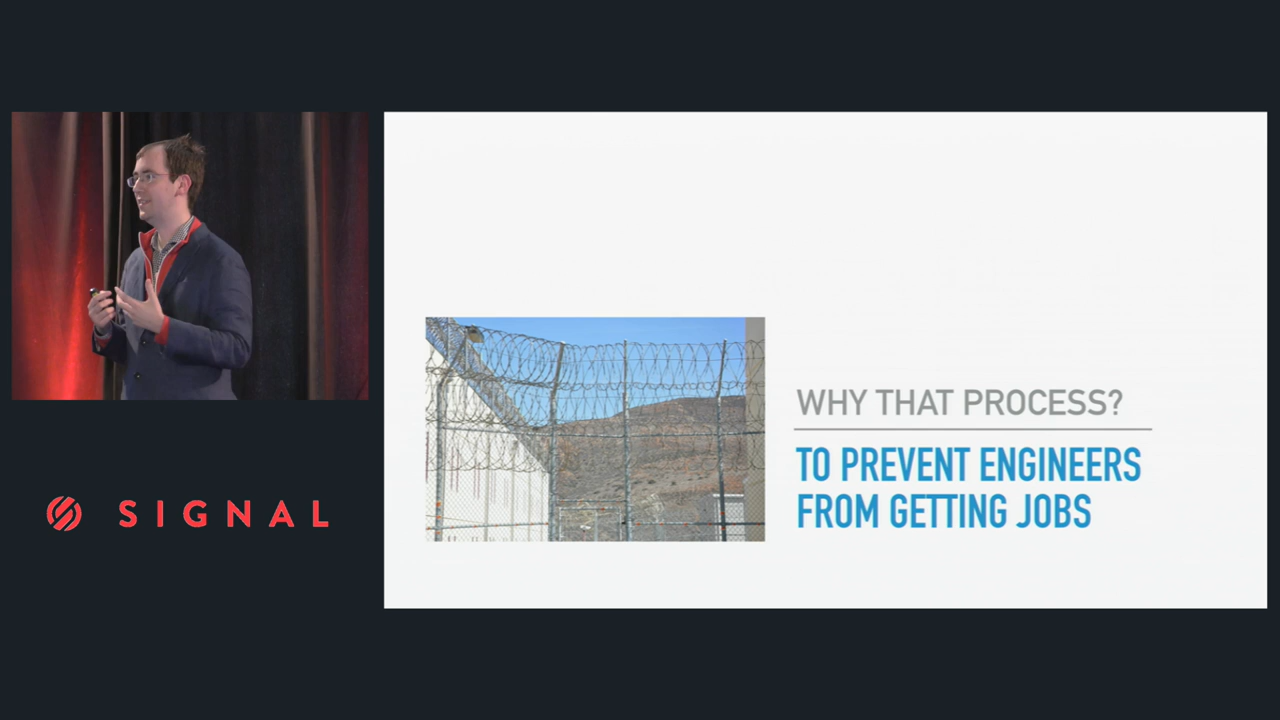 SIGNAL
WHY THAT PROCESS?
TO PREVENT ENGINEERS
FROM GETTING JOBS